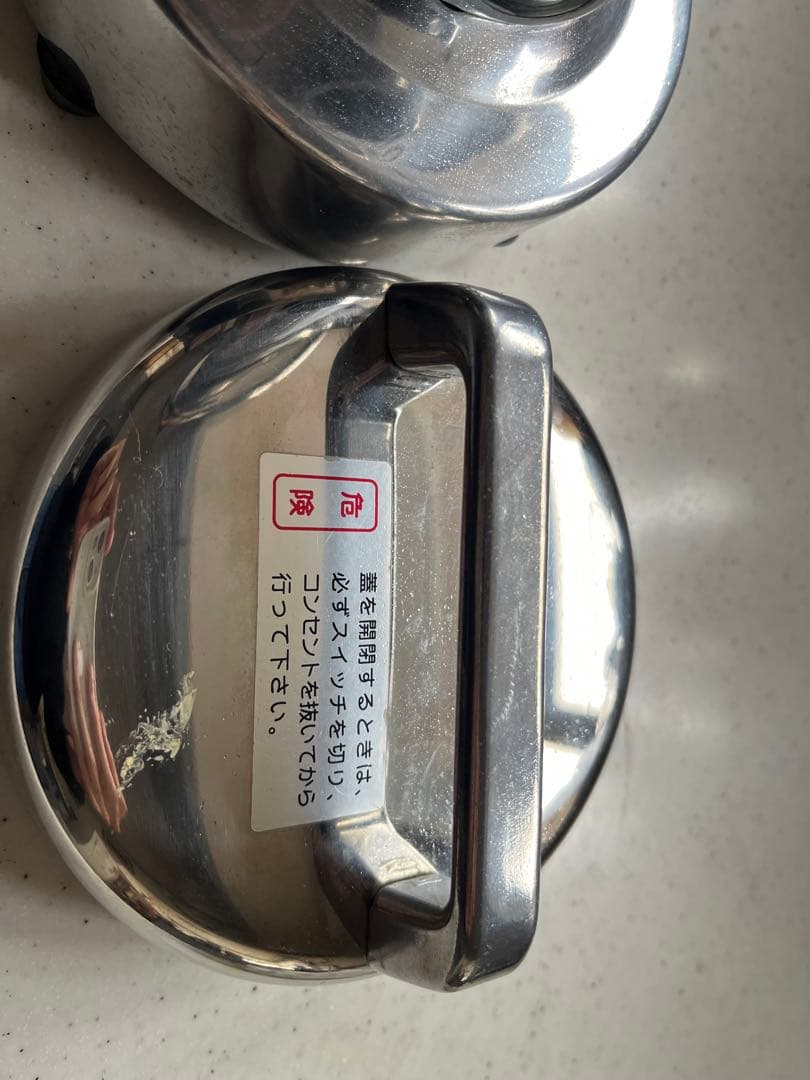 危険
蓋を開閉するときは、
必ずスイッチを切り、
コンセントを抜いてから
行って下さい。